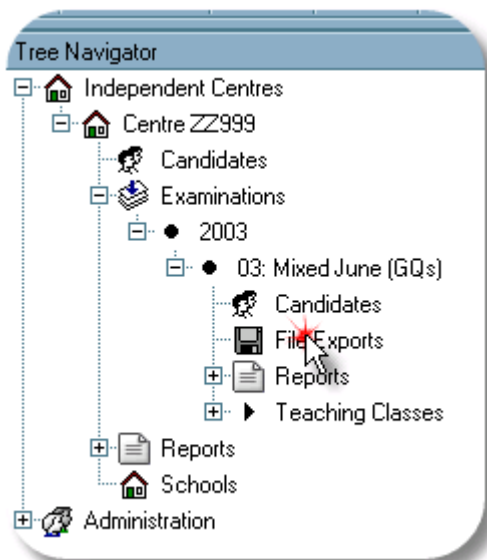 Tree Navigator
Independent Centres
Centre ZZ999
Candidates
Examinations
2003
03: Mixed June (GQs)
Candidates
File Exports
Reports
Teaching Classes
Reports
Schools
Administration